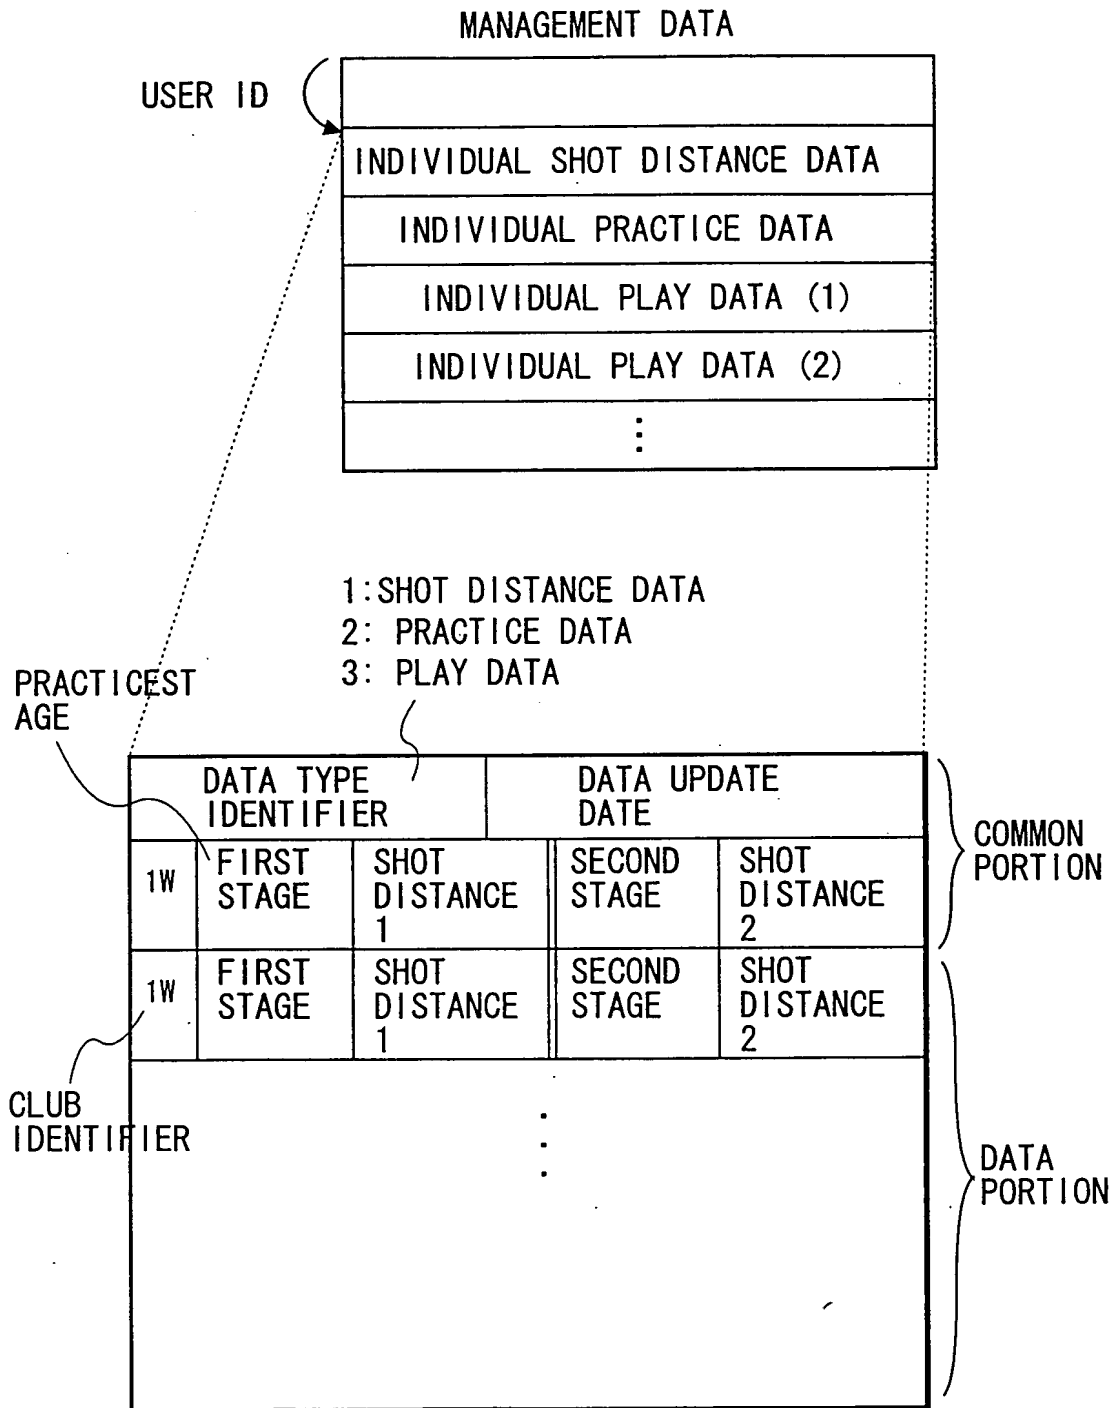 MANAGEMENT DATA
USER ID
INDIVIDUAL SHOT DISTANCE DATA
INDIVIDUAL PRACTICE DATA
INDIVIDUAL PLAY DATA (1)
INDIVIDUAL PLAY DATA (2)
1:SHOT DISTANCE DATA
2: PRACTICE DATA
3: PLAY DATA
PRACTICEST
AGE
DATA TYPE
IDENTIFIER
DATA UPDATE
DATE
COMMON
PORTION
1W
FIRST
STAGE
SHOT
DISTANCE
1
SECOND
STAGE
SHOT
DISTANCE
2
1W
FIRST
STAGE
SHOT
DISTANCE
1
SECOND
STAGE
SHOT
DISTANCE
2
CLUB
IDENTIFIER
DATA
PORTION